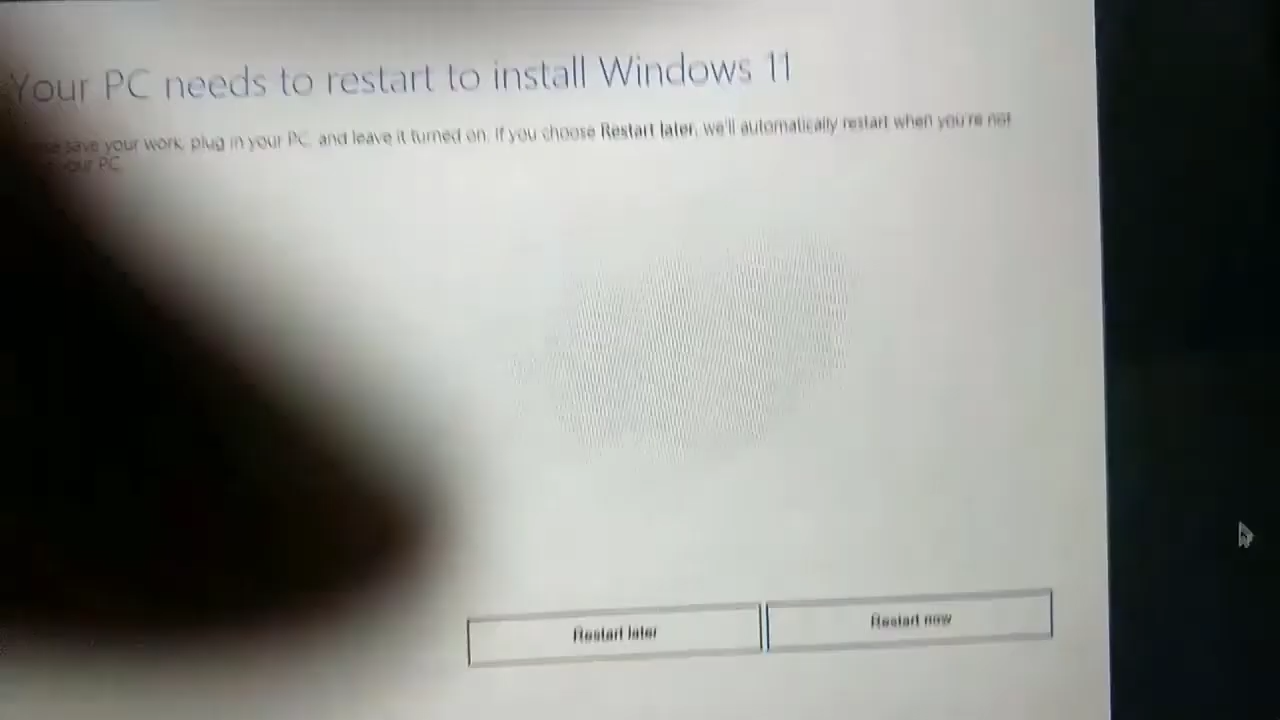 Your PC needs to restart to install Windows 11
save your work, plug in your PC, and leave it turned on. If you choose Restart later, we'll automatically restart when you're not
your PC
Restart later
Restart now